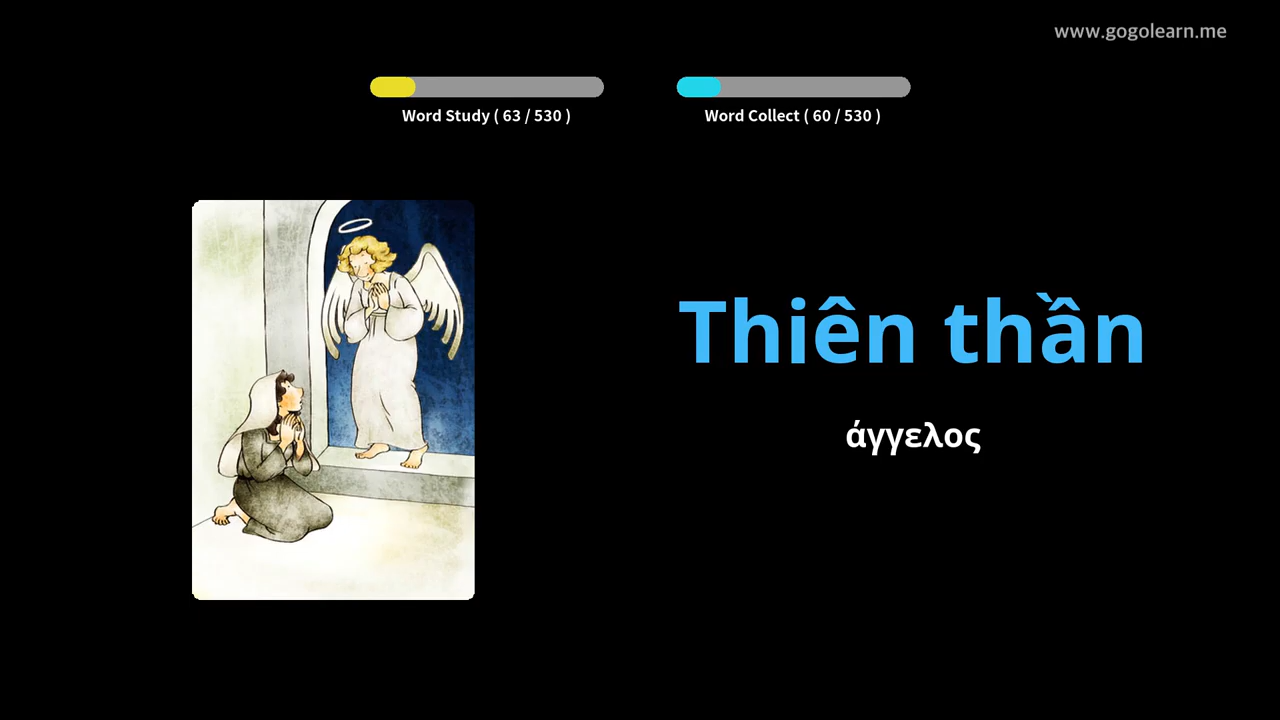 www.gogolearn.me
Word Study ( 63 / 530 )
Word Collect ( 60 / 530 )
Thiên thần
άγγελος